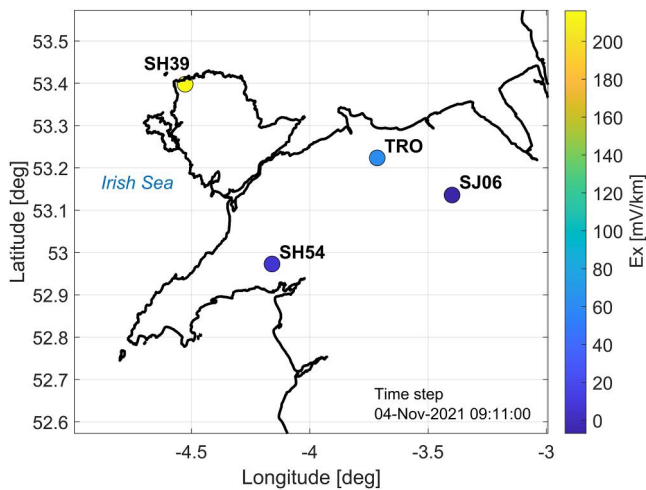 53.5
53.4
53.3
53.2
53.1
53
52.9
52.8
52.7
52.6
Latitude [deg]
SH39
TRO
Irish Sea
SJ06
SH54
Time step
04-Nov-2021 09:11:00
-4.5
-4
-3.5
-3
Longitude [deg]
200
180
160
140
120
100
80
60
40
20
0
Ex [mV/km]